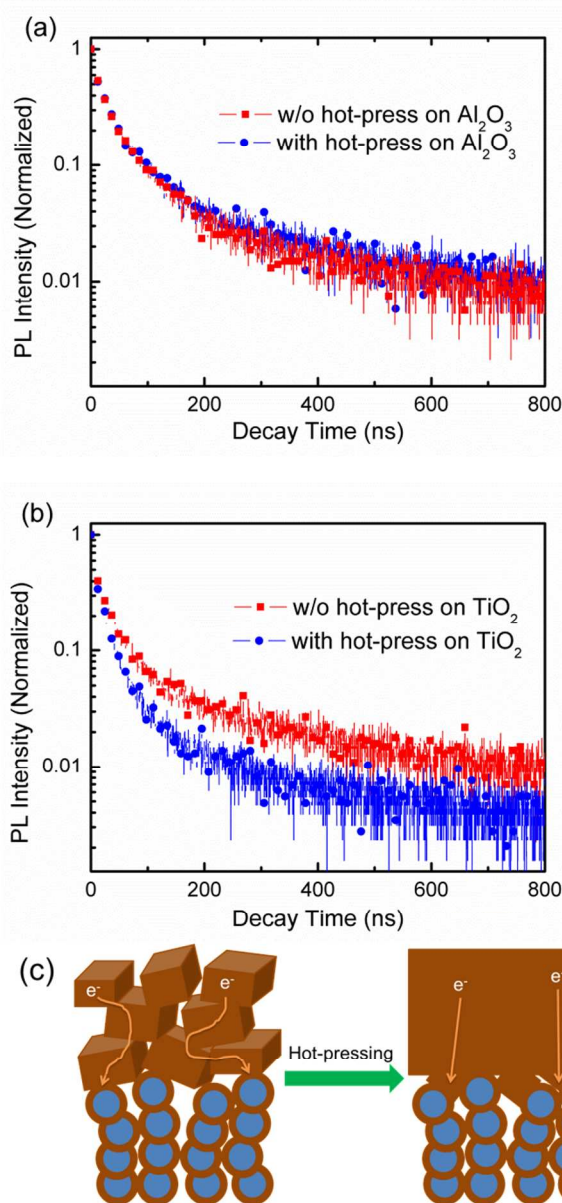 (a)
1
w/o hot-press on Al₂O₃
with hot-press on Al₂O₃
0.1
0.01
PL Intensity (Normalized)
0 200 400 600 800
Decay Time (ns)
(b)
1
w/o hot-press on TiO₂
with hot-press on TiO₂
0.1
0.01
PL Intensity (Normalized)
0 200 400 600 800
Decay Time (ns)
(c)
e⁻ e⁻ e⁻ e⁻
Hot-pressing